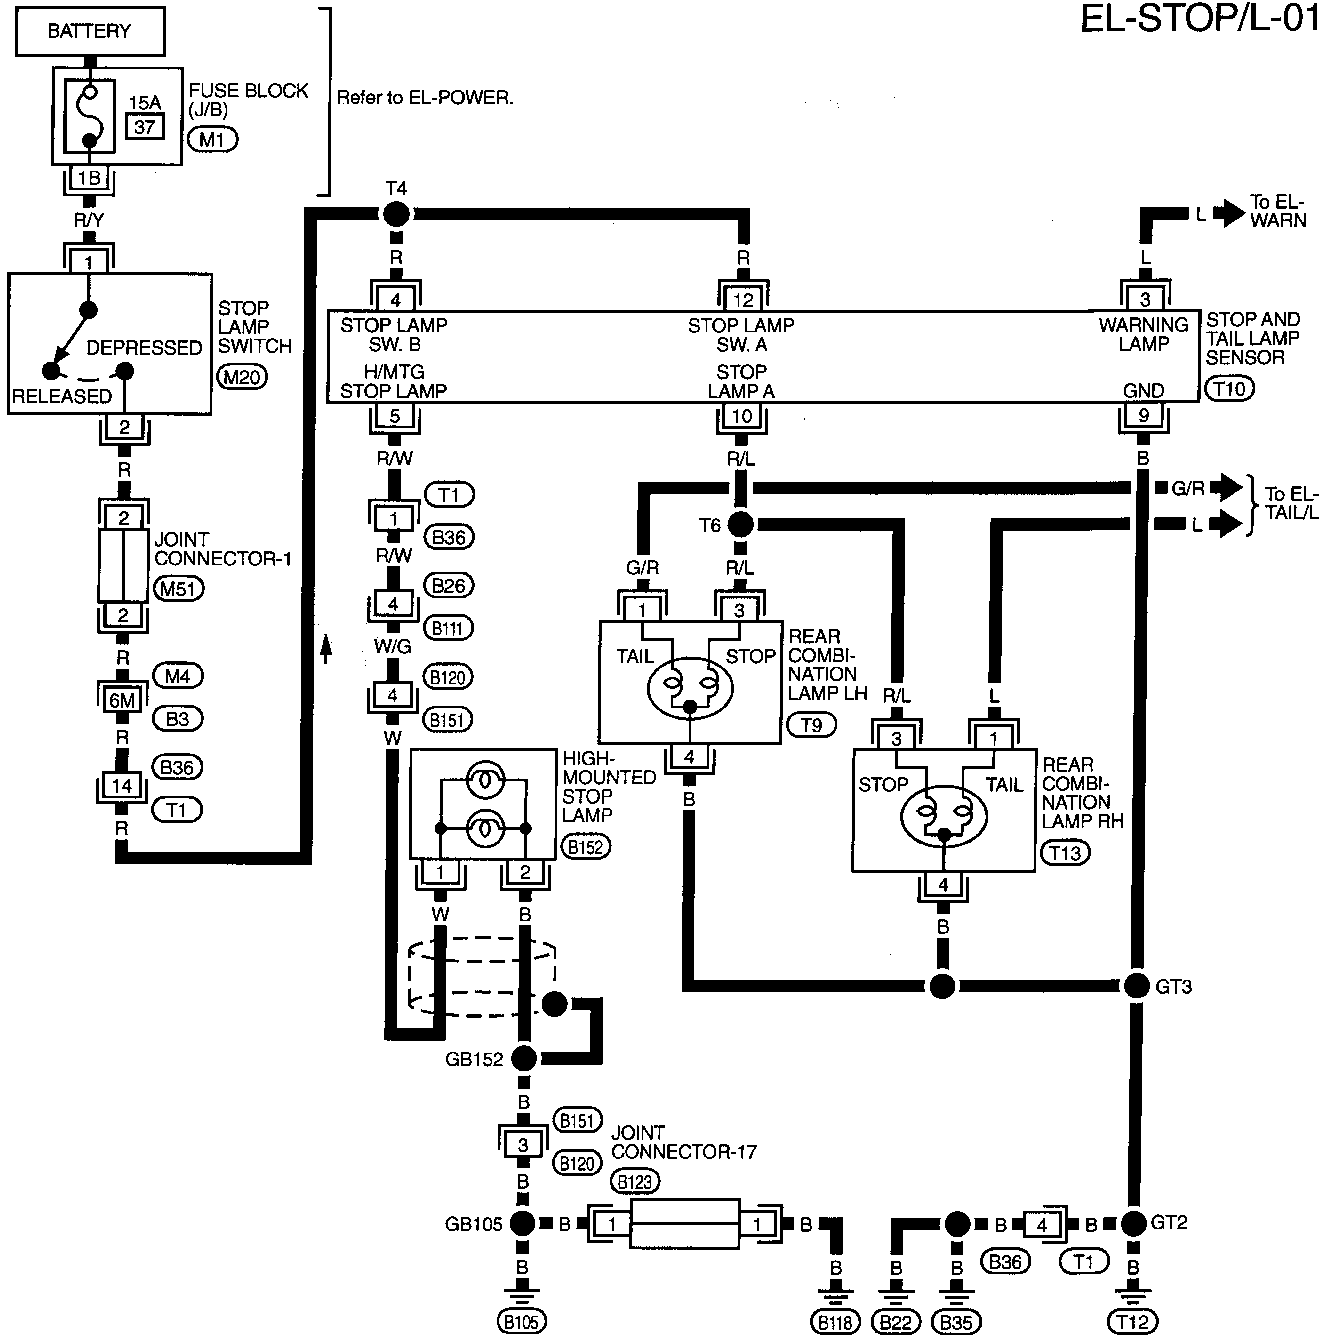 EL-STOP/L-01
BATTERY
FUSE BLOCK
(J/B)
15A
37
M1
Refer to EL-POWER.
1B
R/Y
1
STOP
LAMP
SWITCH
M20
DEPRESSED
RELEASED
2
R
2
JOINT
CONNECTOR-1
M51
2
R
M4
6M
B3
R
B36
14
T1
R
T4
R
R
L
L
To EL-
WARN
4
12
3
STOP LAMP
SW. B
STOP LAMP
SW. A
WARNING
LAMP
STOP AND
TAIL LAMP
SENSOR
T10
H/MTG
STOP LAMP
STOP
LAMP A
GND
5
10
9
R/W
R/L
B
T1
1
B36
R/W
B26
4
B111
W/G
B120
4
B151
W
G/R
L
To EL-
TAIL/L
T6
G/R
R/L
1
3
TAIL
STOP
REAR
COMBI-
NATION
LAMP LH
T9
4
B
R/L
L
3
1
STOP
TAIL
REAR
COMBI-
NATION
LAMP RH
T13
4
B
HIGH-
MOUNTED
STOP
LAMP
B152
1
2
W
B
GT3
GB152
B
B151
3
B120
JOINT
CONNECTOR-17
B123
B
GB105
B
1
1
B
B
B
B105
B118
B
B
B
4
B
GT2
B36
T1
B
B22
B35
T12